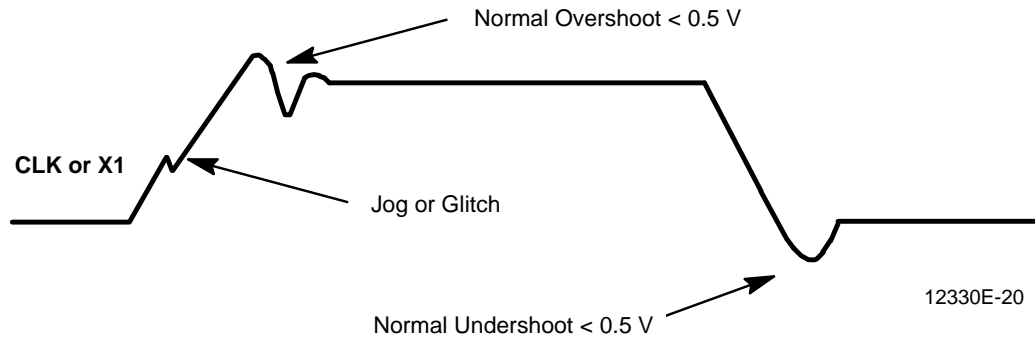 Normal Overshoot < 0.5 V
CLK or X1
Jog or Glitch
12330E-20
Normal Undershoot < 0.5 V